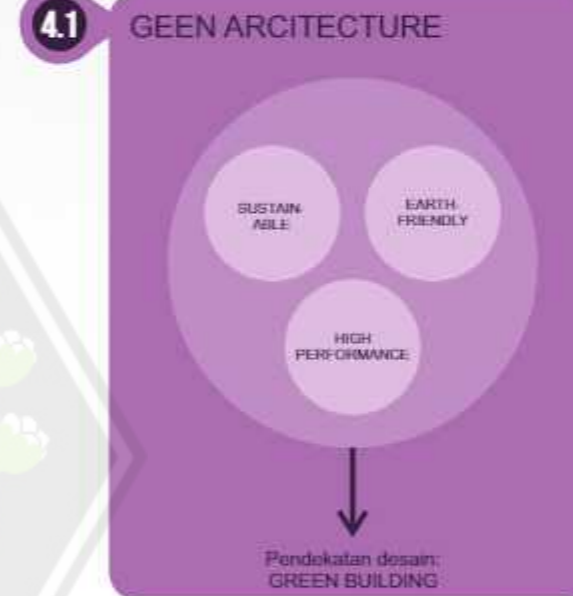 4.1
GEEN ARCITECTURE
SUSTAIN-
ABLE
EARTH-
FRIENDLY
HIGH
PERFORMANCE
Pendekatan desain:
GREEN BUILDING